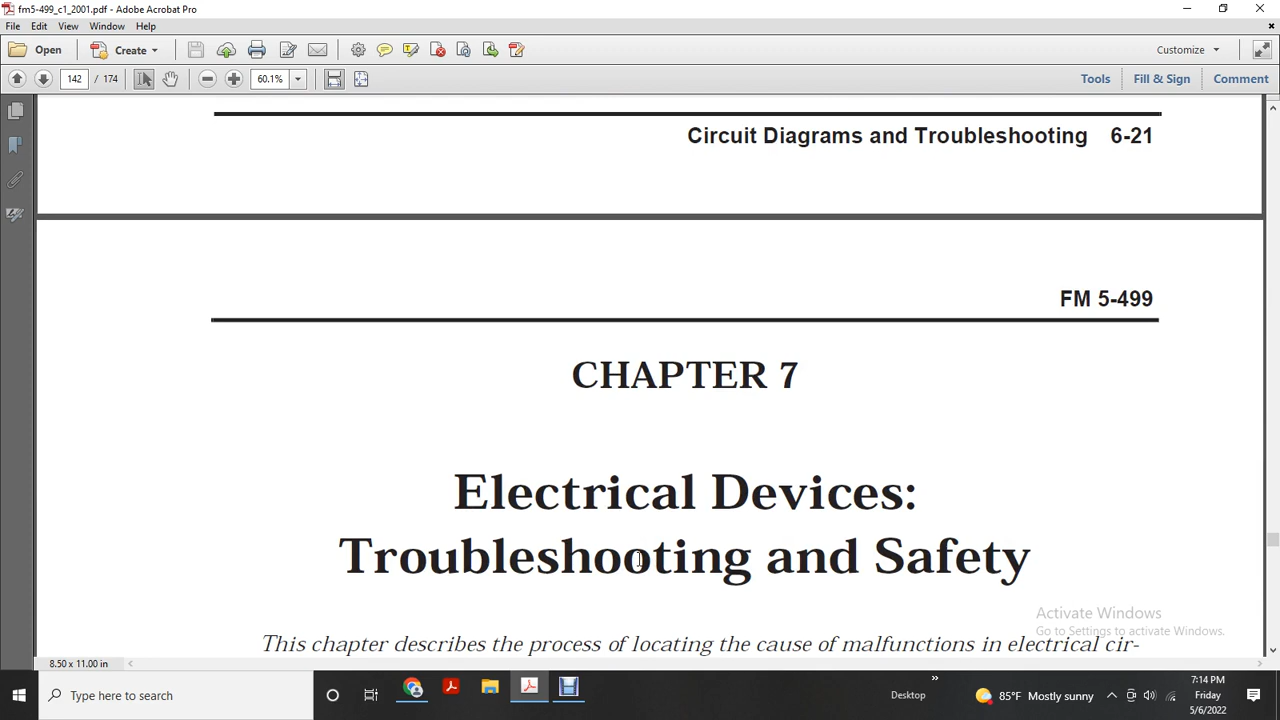 fm5-499_c1_2001.pdf - Adobe Acrobat Pro
File Edit View Window Help
Open Create Customize
142 / 174 60.1% Tools Fill & Sign Comment
Circuit Diagrams and Troubleshooting 6-21
FM 5-499
CHAPTER 7
Electrical Devices:
Troubleshooting and Safety
This chapter describes the process of locating the cause of malfunctions in electrical cir-
Activate Windows
Go to Settings to activate Windows.
8.50 x 11.00 in
Type here to search
Desktop
85°F Mostly sunny
7:14 PM
Friday
5/6/2022